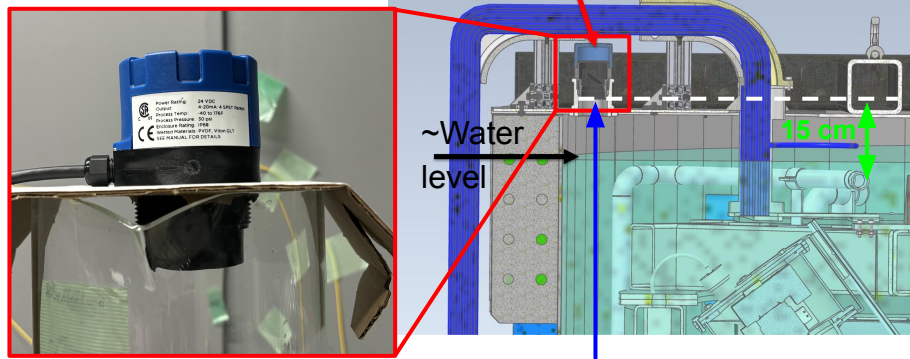 Power Rating: 24 VDC
Output: 4-20mA; 4 SPST Relays
Process Temp: -40 to 176F
Process Pressure: 30 psi
Enclosure Rating: IP68
Wetted Materials: PVDF, Viton GLT
SEE MANUAL FOR DETAILS
CE
~Water
level
15 cm